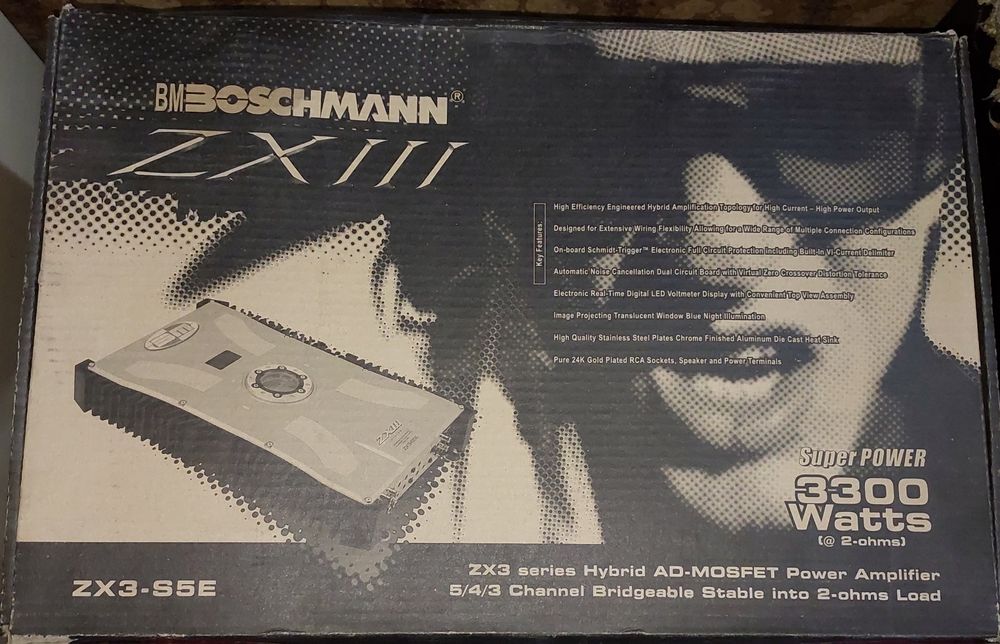 BM BOSCHMANN®
ZX III
Key Features:
High Efficiency Engineered Hybrid Amplification Topology for High Current – High Power Output
Designed for Extensive Wiring Flexibility Allowing for a Wide Range of Multiple Connection Configurations
On-board Schmidt-Trigger™ Electronic Full Circuit Protection Including Built-In VI-Current Delimiter
Automatic Noise Cancellation Dual Circuit Board with Virtual Zero Crossover Distortion Tolerance
Electronic Real-Time Digital LED Voltmeter Display with Convenient Top View Assembly
Image Projecting Translucent Window Blue Night Illumination
High Quality Stainless Steel Plates Chrome Finished Aluminum Die Cast Heat Sink
Pure 24K Gold Plated RCA Sockets, Speaker and Power Terminals
BM
ZXIII
Super POWER
3300
Watts
(@ 2-ohms)
ZX3-S5E
ZX3 series Hybrid AD-MOSFET Power Amplifier
5/4/3 Channel Bridgeable Stable into 2-ohms Load